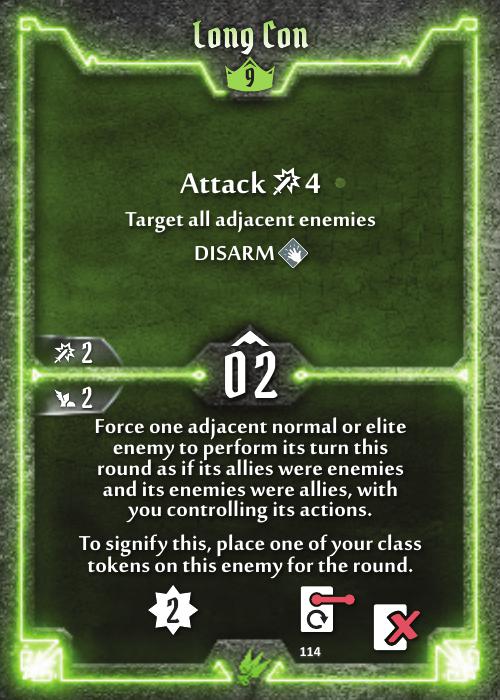 Long Con
9
Attack 4
Target all adjacent enemies
DISARM
2
02
2
Force one adjacent normal or elite
enemy to perform its turn this
round as if its allies were enemies
and its enemies were allies, with
you controlling its actions.
To signify this, place one of your class
tokens on this enemy for the round.
2
114